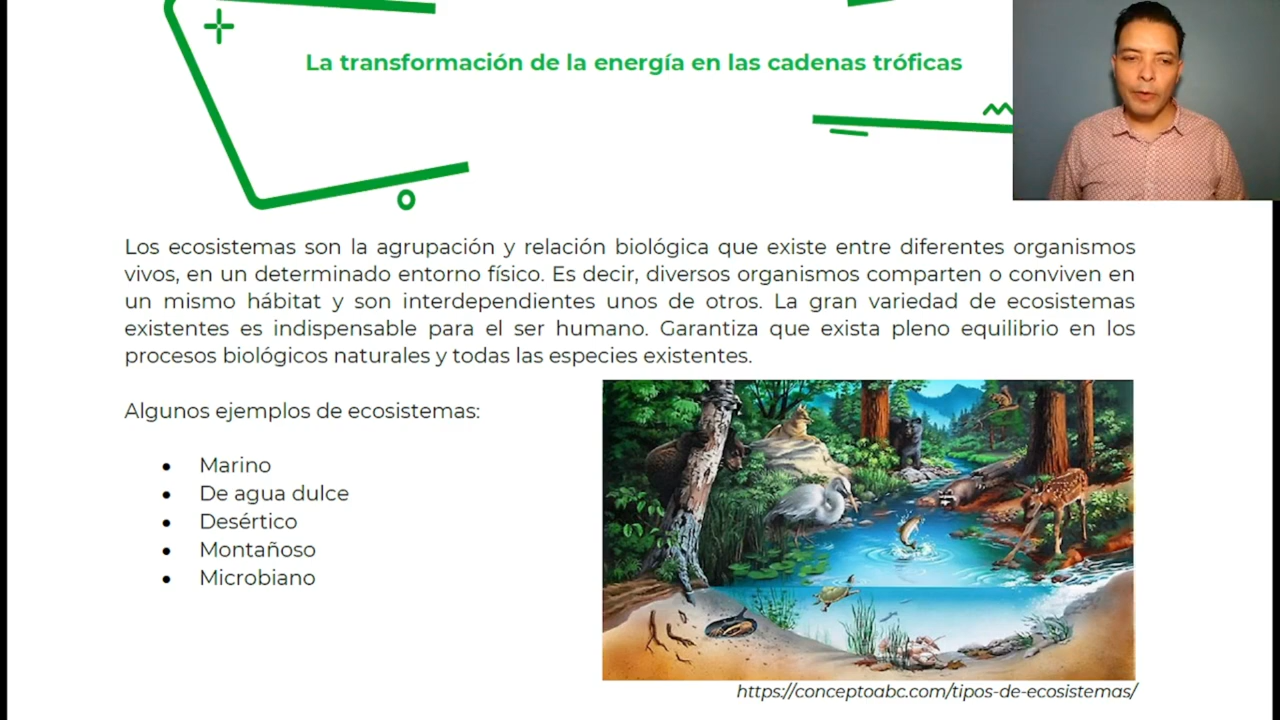 La transformación de la energía en las cadenas tróficas
Los ecosistemas son la agrupación y relación biológica que existe entre diferentes organismos
vivos, en un determinado entorno físico. Es decir, diversos organismos comparten o conviven en
un mismo hábitat y son interdependientes unos de otros. La gran variedad de ecosistemas
existentes es indispensable para el ser humano. Garantiza que exista pleno equilibrio en los
procesos biológicos naturales y todas las especies existentes.
Algunos ejemplos de ecosistemas:
• Marino
• De agua dulce
• Desértico
• Montañoso
• Microbiano
https://conceptoabc.com/tipos-de-ecosistemas/